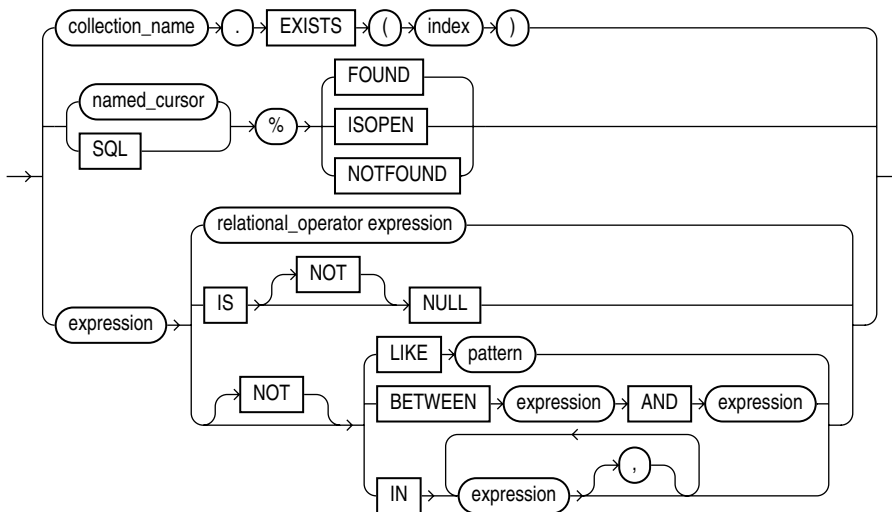 collection_name . EXISTS ( index )
FOUND
named_cursor
% ISOPEN
SQL
NOTFOUND
relational_operator expression
NOT
IS NULL
expression
LIKE pattern
NOT
BETWEEN expression AND expression
,
IN expression